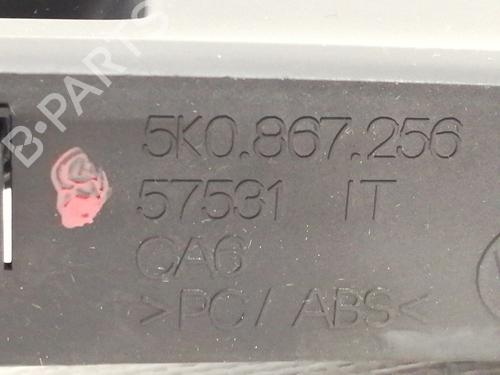 B-PARTS
5K0.867.256
57531 IT
CA6
>PC/ABS<